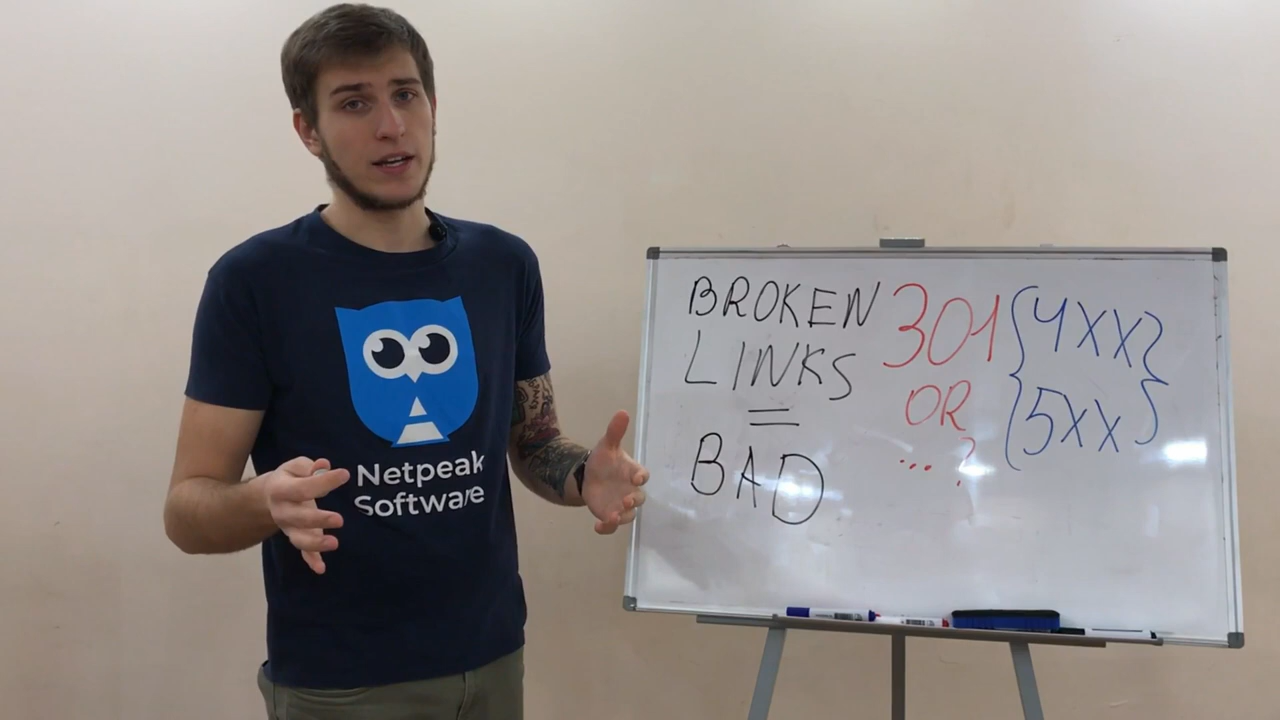 Netpeak
Software
BROKEN
LINKS
=
BAD
301
OR
...?
{4XX}
{5XX}